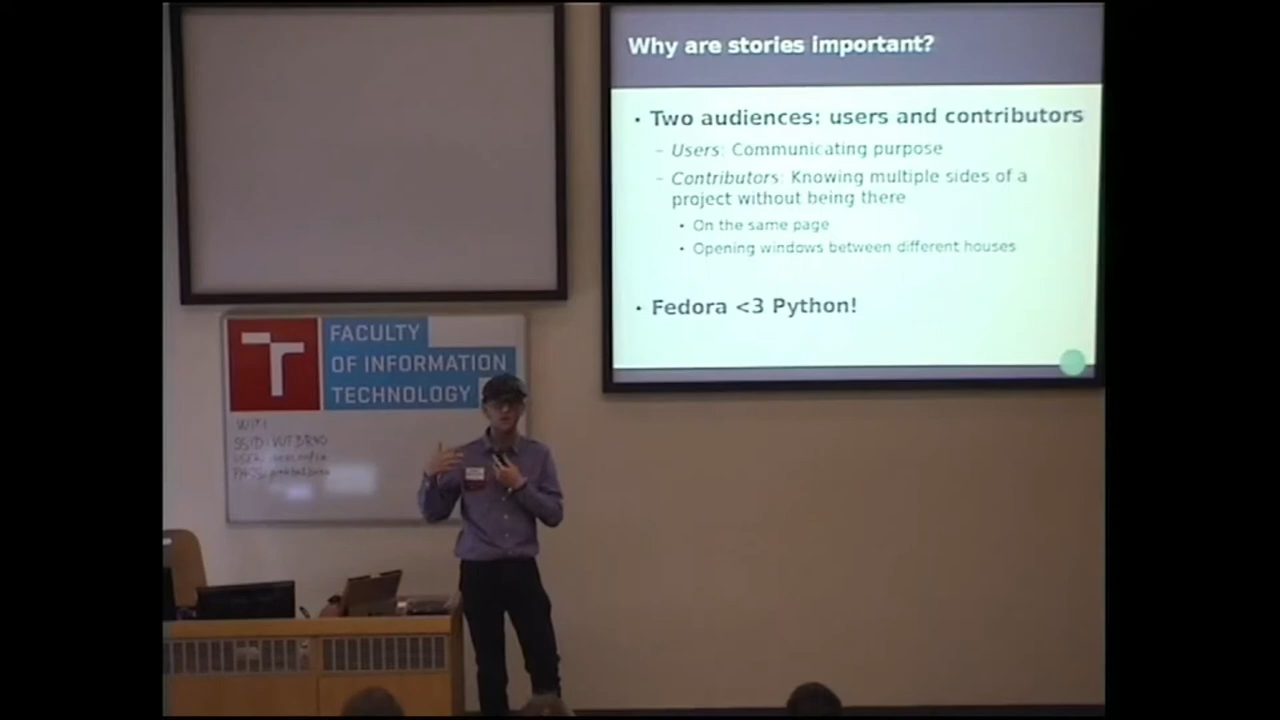 Why are stories important?
• Two audiences: users and contributors
– Users: Communicating purpose
– Contributors: Knowing multiple sides of a
project without being there
• On the same page
• Opening windows between different houses
• Fedora <3 Python!
FACULTY
OF INFORMATION
TECHNOLOGY
WIFI
SSID:
USER:
PASS: